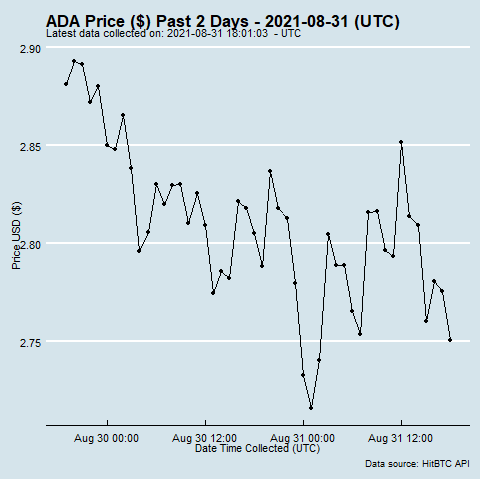 ADA Price ($) Past 2 Days - 2021-08-31 (UTC)
Latest data collected on: 2021-08-31 18:01:03  - UTC
2.90
2.85
2.80
2.75
Price USD ($)
Aug 30 00:00 Aug 30 12:00 Aug 31 00:00 Aug 31 12:00
Date Time Collected (UTC)
Data source: HitBTC API